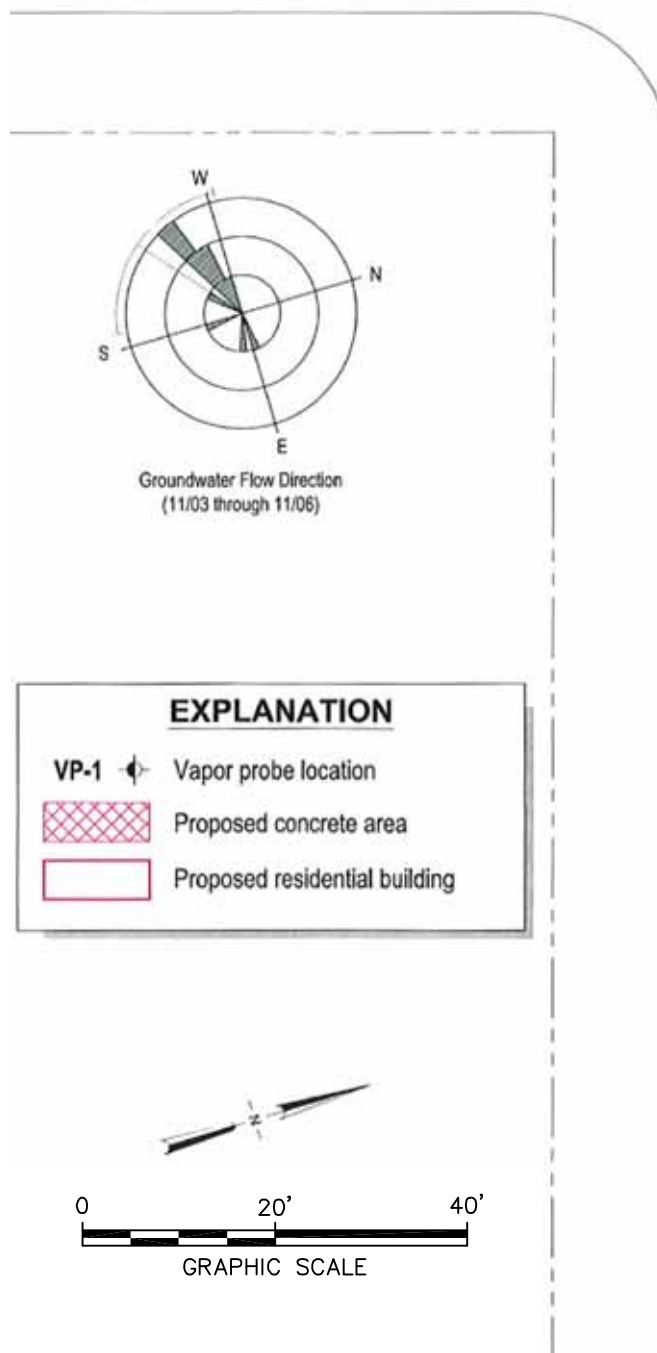 W
N
S
E
Groundwater Flow Direction
(11/03 through 11/06)
EXPLANATION
VP-1 Vapor probe location
Proposed concrete area
Proposed residential building
N
0 20' 40'
GRAPHIC SCALE